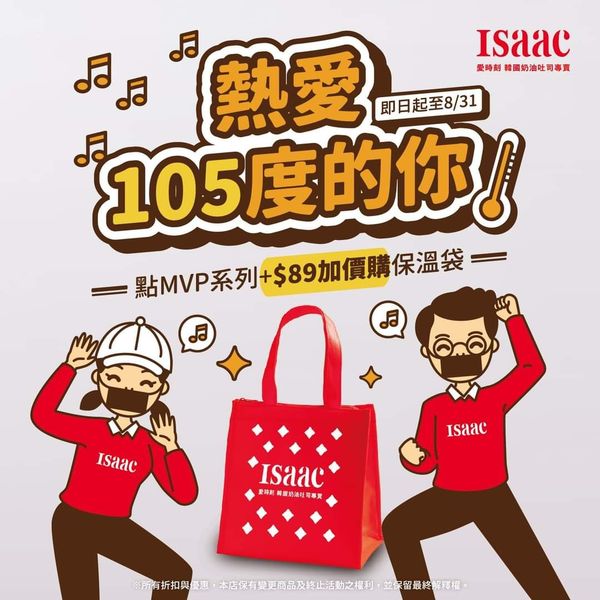 Isaac
愛時刻 韓國奶油吐司專賣
熱愛
即日起至8/31
105度的你
點MVP系列+$89加價購保溫袋
Isaac
Isaac
Isaac
愛時刻 韓國奶油吐司專賣
※所有折扣與優惠，本店保有變更商品及終止活動之權利，並保留最終解釋權。